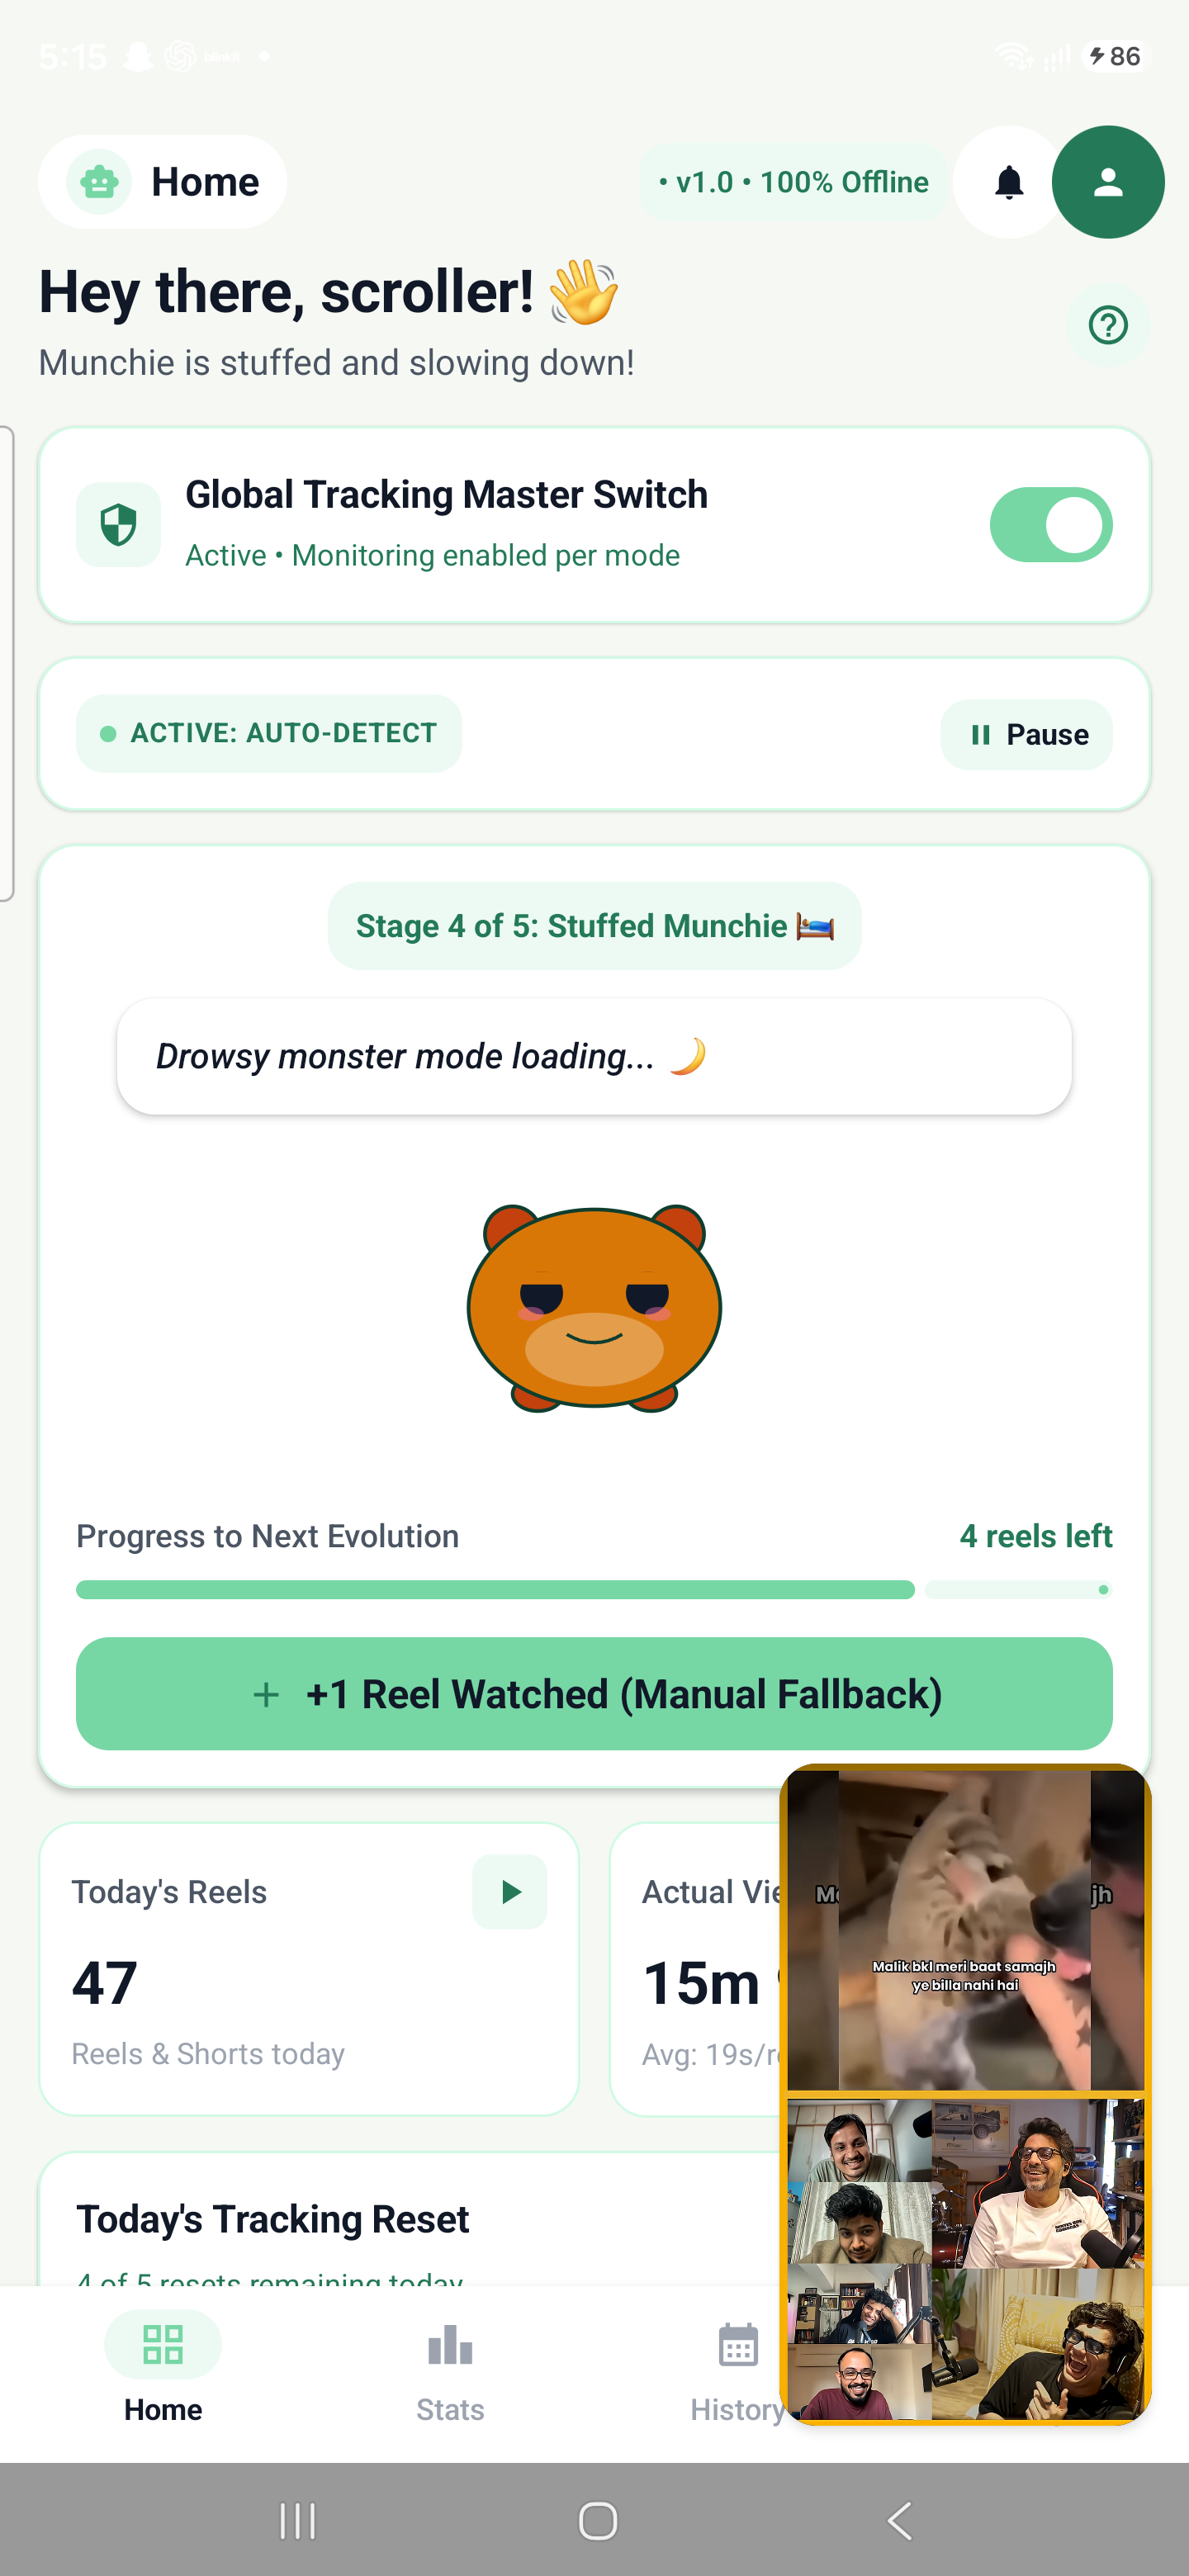 5:15
blinkit
86
Home
• v1.0 • 100% Offline
Hey there, scroller! 👋
Munchie is stuffed and slowing down!
Global Tracking Master Switch
Active • Monitoring enabled per mode
ACTIVE: AUTO-DETECT
Pause
Stage 4 of 5: Stuffed Munchie 🛌
Drowsy monster mode loading... 🌙
Progress to Next Evolution
4 reels left
+1 Reel Watched (Manual Fallback)
Today's Reels
47
Reels & Shorts today
Actual Vie
15m
Avg: 19s/r
Malik bkl meri baat samajh
ye billa nahi hai
Today's Tracking Reset
4 of 5 resets remaining today
Home
Stats
History